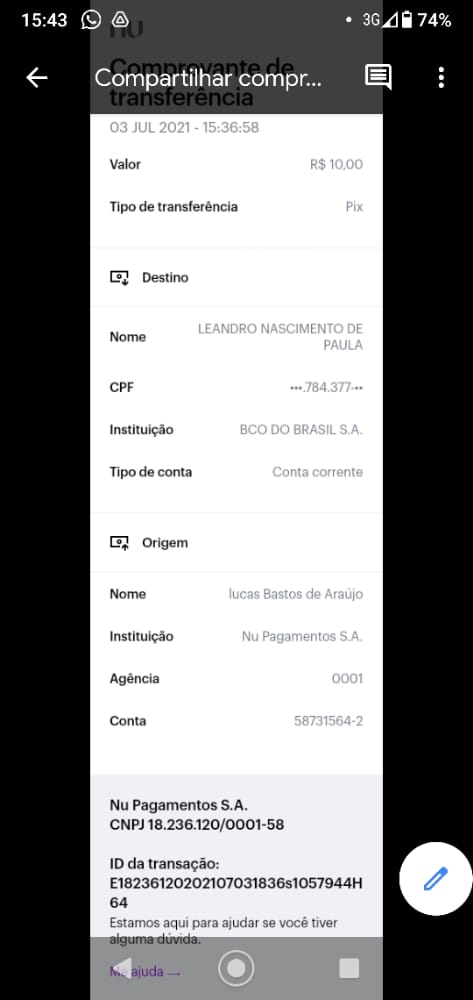 15:43
3G
74%
nu
Compartilhar compr...
Comprovante de
transferência
03 JUL 2021 - 15:36:58
Valor R$ 10,00
Tipo de transferência Pix
Destino
Nome LEANDRO NASCIMENTO DE
PAULA
CPF •••.784.377-••
Instituição BCO DO BRASIL S.A.
Tipo de conta Conta corrente
Origem
Nome lucas Bastos de Araújo
Instituição Nu Pagamentos S.A.
Agência 0001
Conta 58731564-2
Nu Pagamentos S.A.
CNPJ 18.236.120/0001-58
ID da transação:
E18236120202107031836s1057944H
64
Estamos aqui para ajudar se você tiver
alguma dúvida.
Me ajuda →